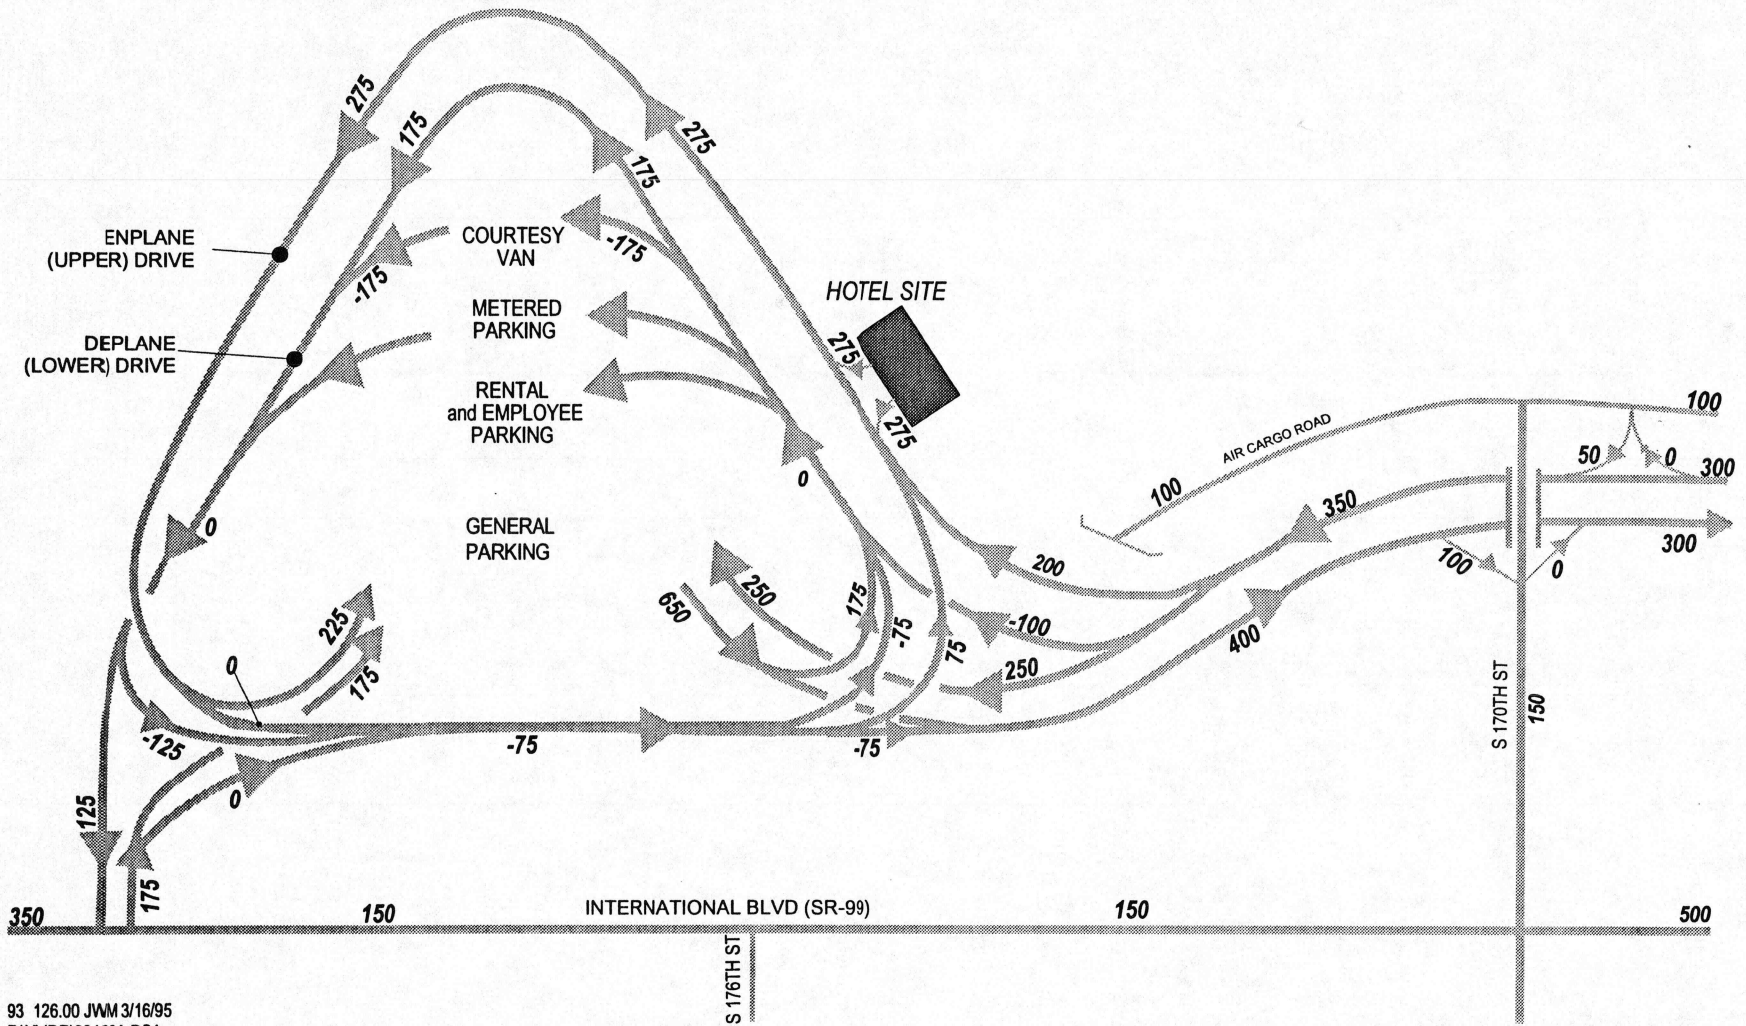 275
175
275
175
ENPLANE
(UPPER) DRIVE
COURTESY
VAN
-175
-175
HOTEL SITE
METERED
PARKING
DEPLANE
(LOWER) DRIVE
275
RENTAL
and EMPLOYEE
PARKING
275
100
AIR CARGO ROAD
50
0
300
0
100
350
0
GENERAL
PARKING
300
100
0
200
250
650
175
-75
-100
225
75
400
0
175
250
S 170TH ST
150
-125
-75
-75
0
125
175
350
150
INTERNATIONAL BLVD (SR-99)
150
500
S 176TH ST
93 126.00 JWM 3/16/95